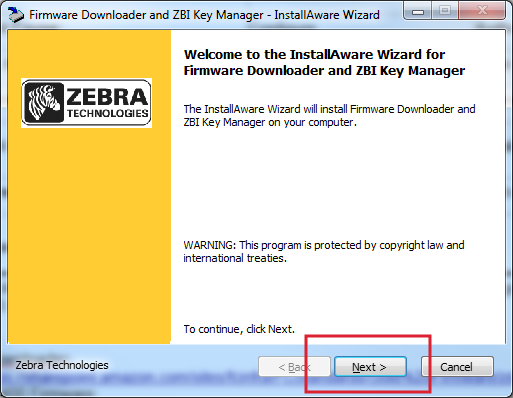 Firmware Downloader and ZBI Key Manager - InstallAware Wizard
Welcome to the InstallAware Wizard for
Firmware Downloader and ZBI Key Manager
ZEBRA
TECHNOLOGIES
The InstallAware Wizard will install Firmware Downloader and
ZBI Key Manager on your computer.
WARNING: This program is protected by copyright law and
international treaties.
To continue, click Next.
Zebra Technologies
< Back
Next >
Cancel